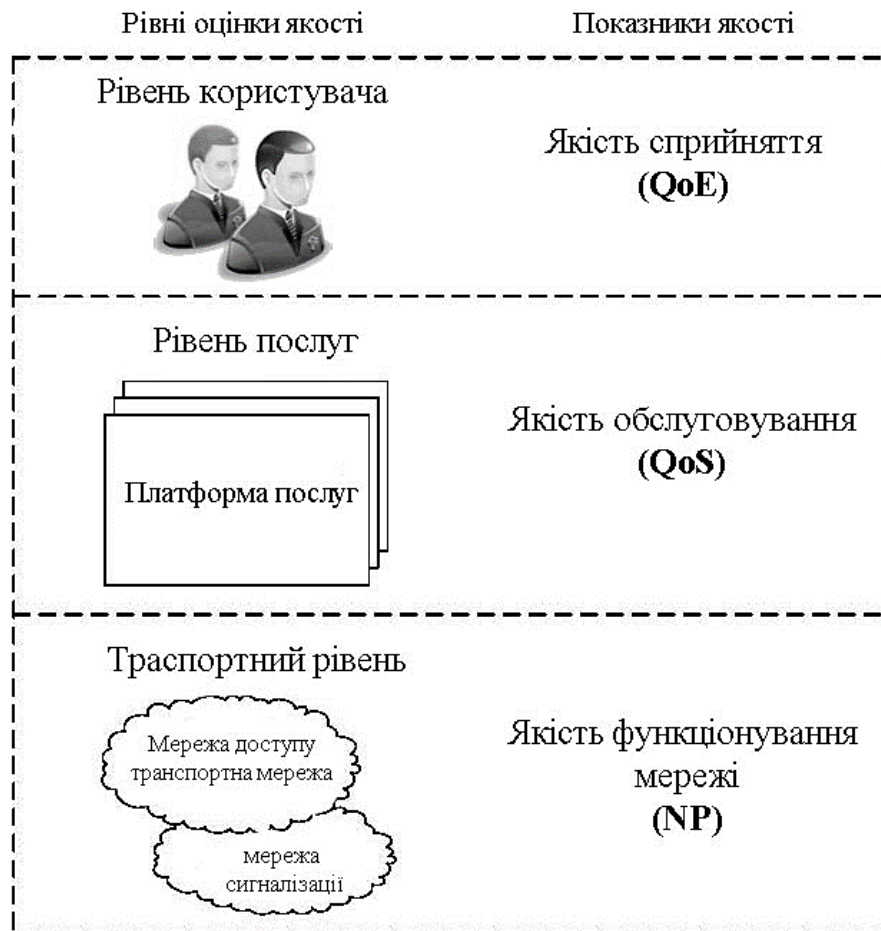 Рівні оцінки якості
Показники якості
Рівень користувача
Якість сприйняття
(QoE)
Рівень послуг
Платформа послуг
Якість обслуговування
(QoS)
Траспортний рівень
Мережа доступу
транспортна мережа
мережа
сигналізації
Якість функціонування
мережі
(NP)